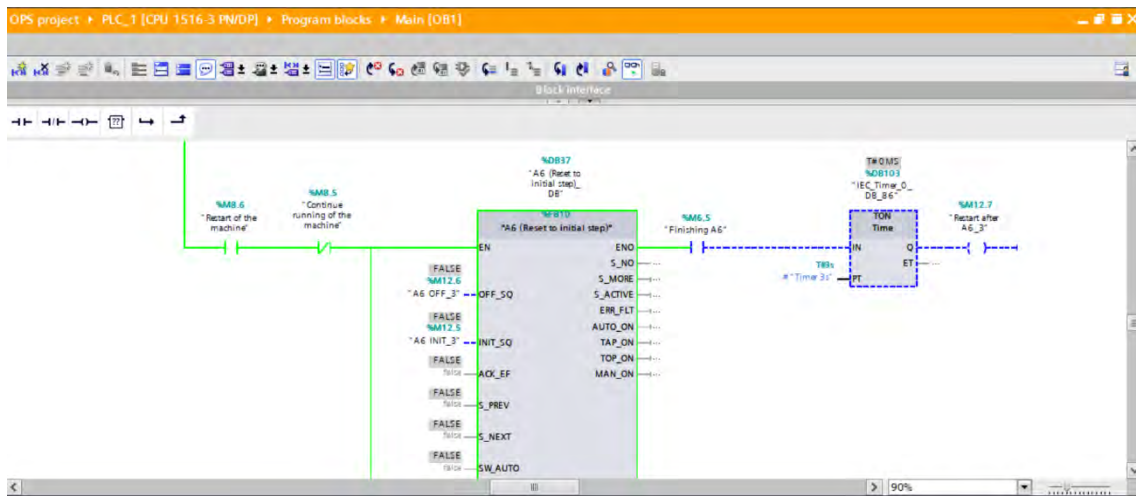 OPS project ▸ PLC_1 [CPU 1516-3 PN/DP] ▸ Program blocks ▸ Main [OB1]
Block interface
%M8.6
"Restart of the
machine"
%M8.5
"Continue
running of the
machine"
%DB37
"A6 (Reset to
initial step)_
DB"
%FB10
"A6 (Reset to initial step)"
EN
ENO
FALSE
%M12.6
"A6 OFF_3"
OFF_SQ
FALSE
%M12.5
"A6 INIT_3"
INIT_SQ
FALSE
false
ACK_EF
FALSE
false
S_PREV
FALSE
false
S_NEXT
FALSE
false
SW_AUTO
S_NO
S_MORE
S_ACTIVE
ERR_FLT
AUTO_ON
TAP_ON
TOP_ON
MAN_ON
%M6.5
"Finishing A6"
T#0MS
%DB103
"IEC_Timer_0_
DB_86"
TON
Time
IN
Q
ET
T#3s
#"Timer 3s"
PT
%M12.7
"Restart after
A6_3"
90%